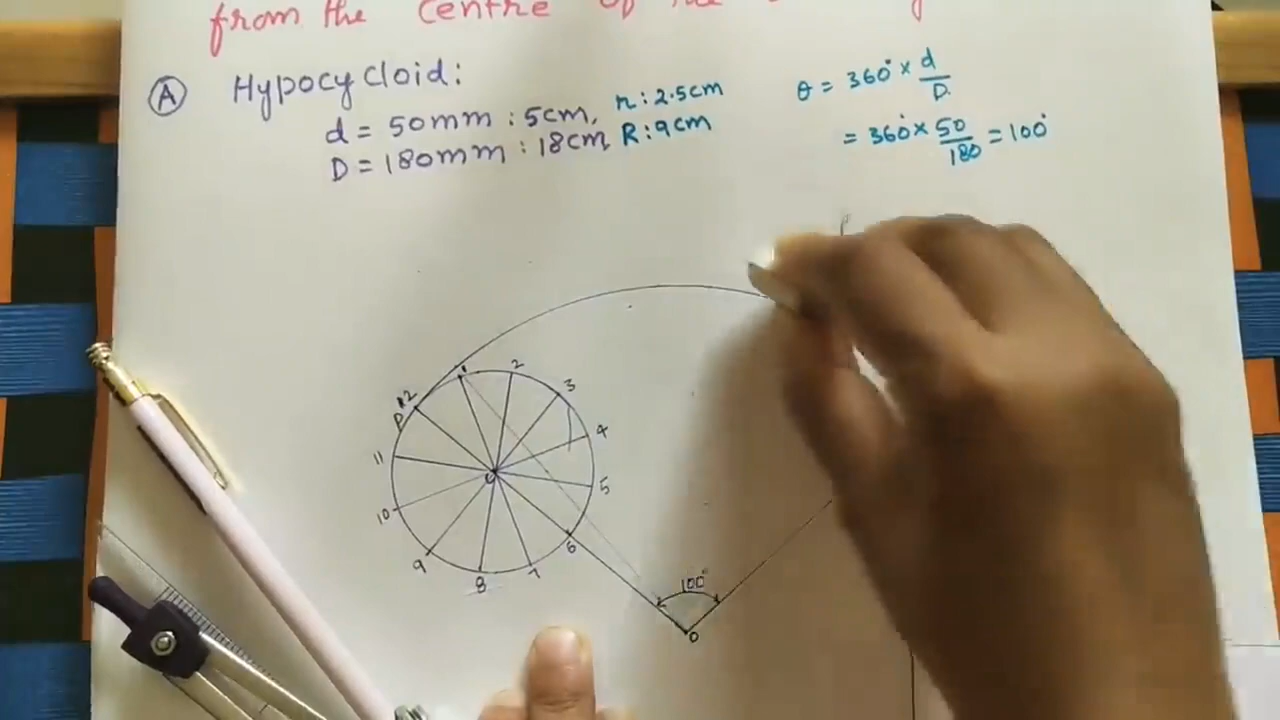 from the centre of
A Hypocycloid:
d = 50mm : 5cm, r : 2.5cm
D = 180mm : 18cm R : 9cm
θ = 360° × d/D
= 360° × 50/180 = 100°
1
2
3
4
5
6
7
8
9
10
11
12
P
C
100°
O